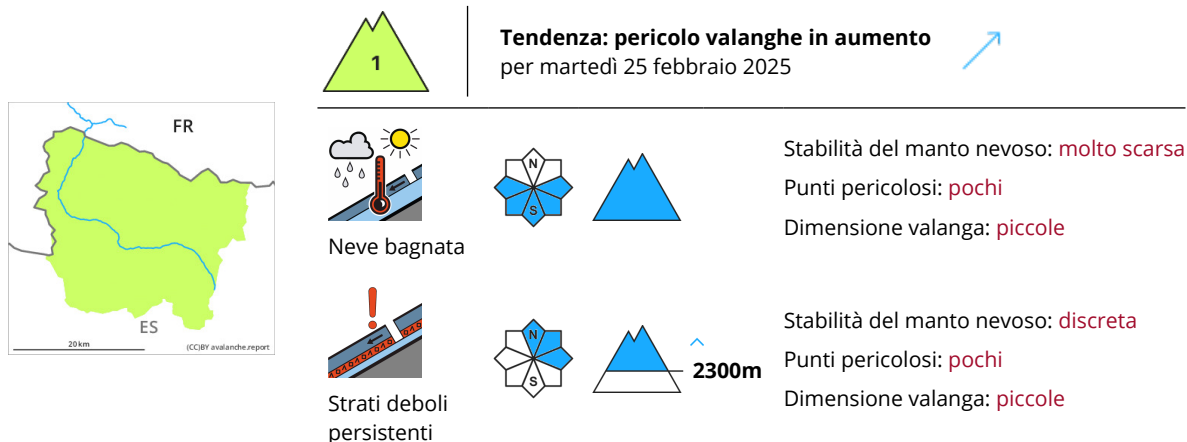 1
Tendenza: pericolo valanghe in aumento
per martedì 25 febbraio 2025
FR
ES
20 km
(CC)BY avalanche.report
Neve bagnata
N
S
Stabilità del manto nevoso: molto scarsa
Punti pericolosi: pochi
Dimensione valanga: piccole
Strati deboli
persistenti
N
S
2300m
Stabilità del manto nevoso: discreta
Punti pericolosi: pochi
Dimensione valanga: piccole